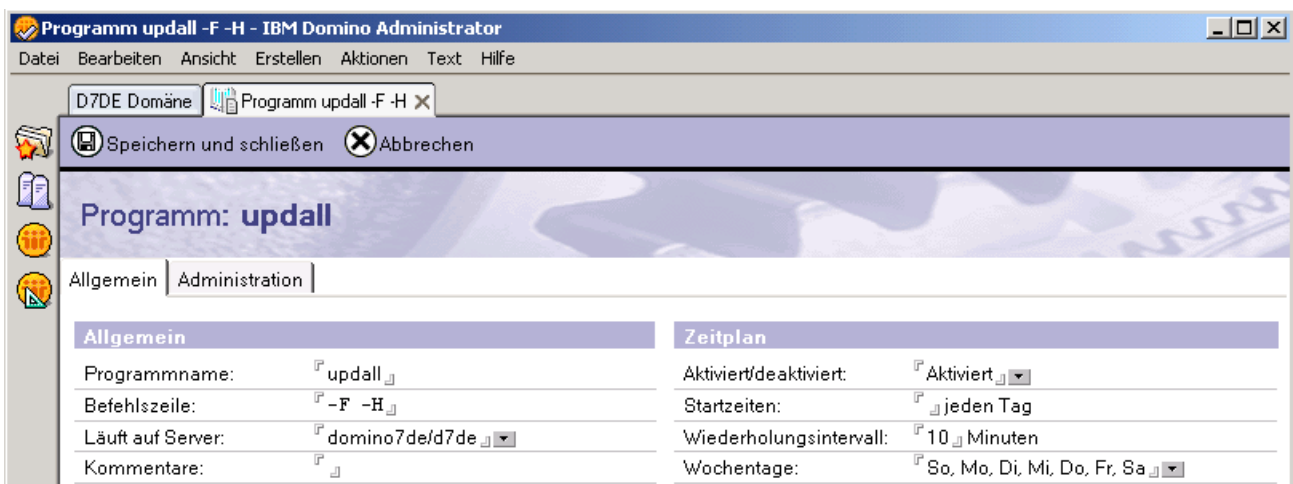 Programm updall -F -H - IBM Domino Administrator
Datei Bearbeiten Ansicht Erstellen Aktionen Text Hilfe
D7DE Domäne Programm updall -F -H
Speichern und schließen Abbrechen
Programm: updall
Allgemein Administration
Allgemein Zeitplan
Programmname: updall Aktiviert/deaktiviert: Aktiviert
Befehlszeile: -F -H Startzeiten: jeden Tag
Läuft auf Server: domino7de/d7de Wiederholungsintervall: 10 Minuten
Kommentare: Wochentage: So, Mo, Di, Mi, Do, Fr, Sa